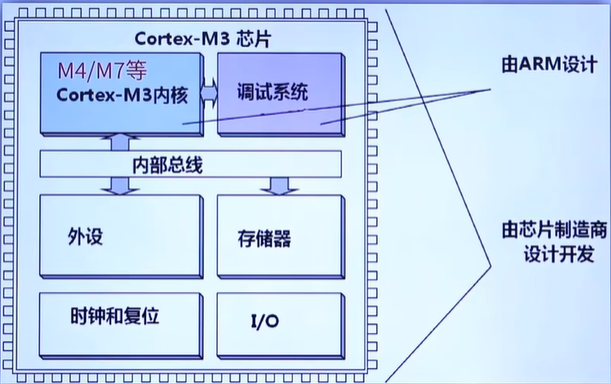 Cortex-M3 芯片
M4/M7等
Cortex-M3内核
调试系统
由ARM设计
内部总线
外设
存储器
由芯片制造商
设计开发
时钟和复位
I/O